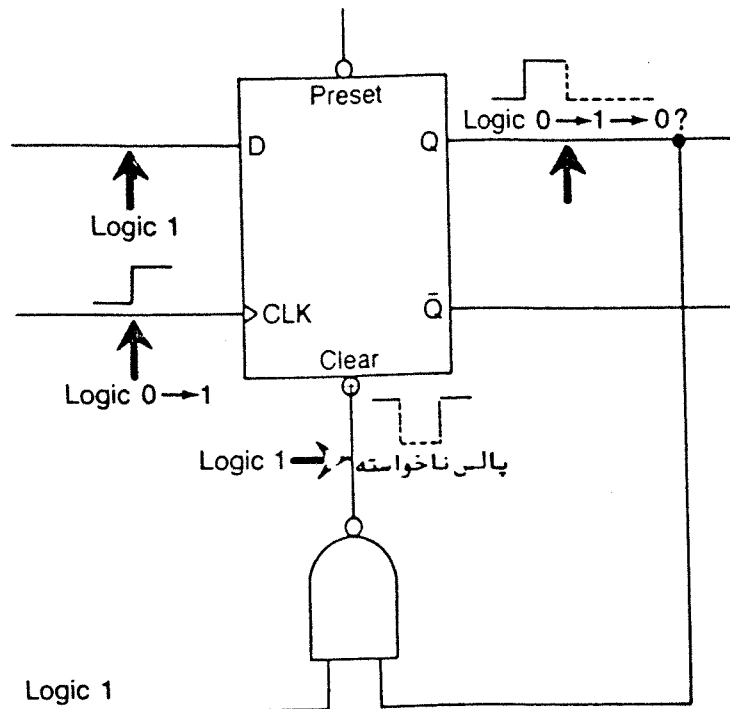 Preset
Logic 0→1→0?
D
Q
Logic 1
CLK
Q̄
Logic 0→1
Clear
Logic 1
پالس ناخواسته
Logic 1